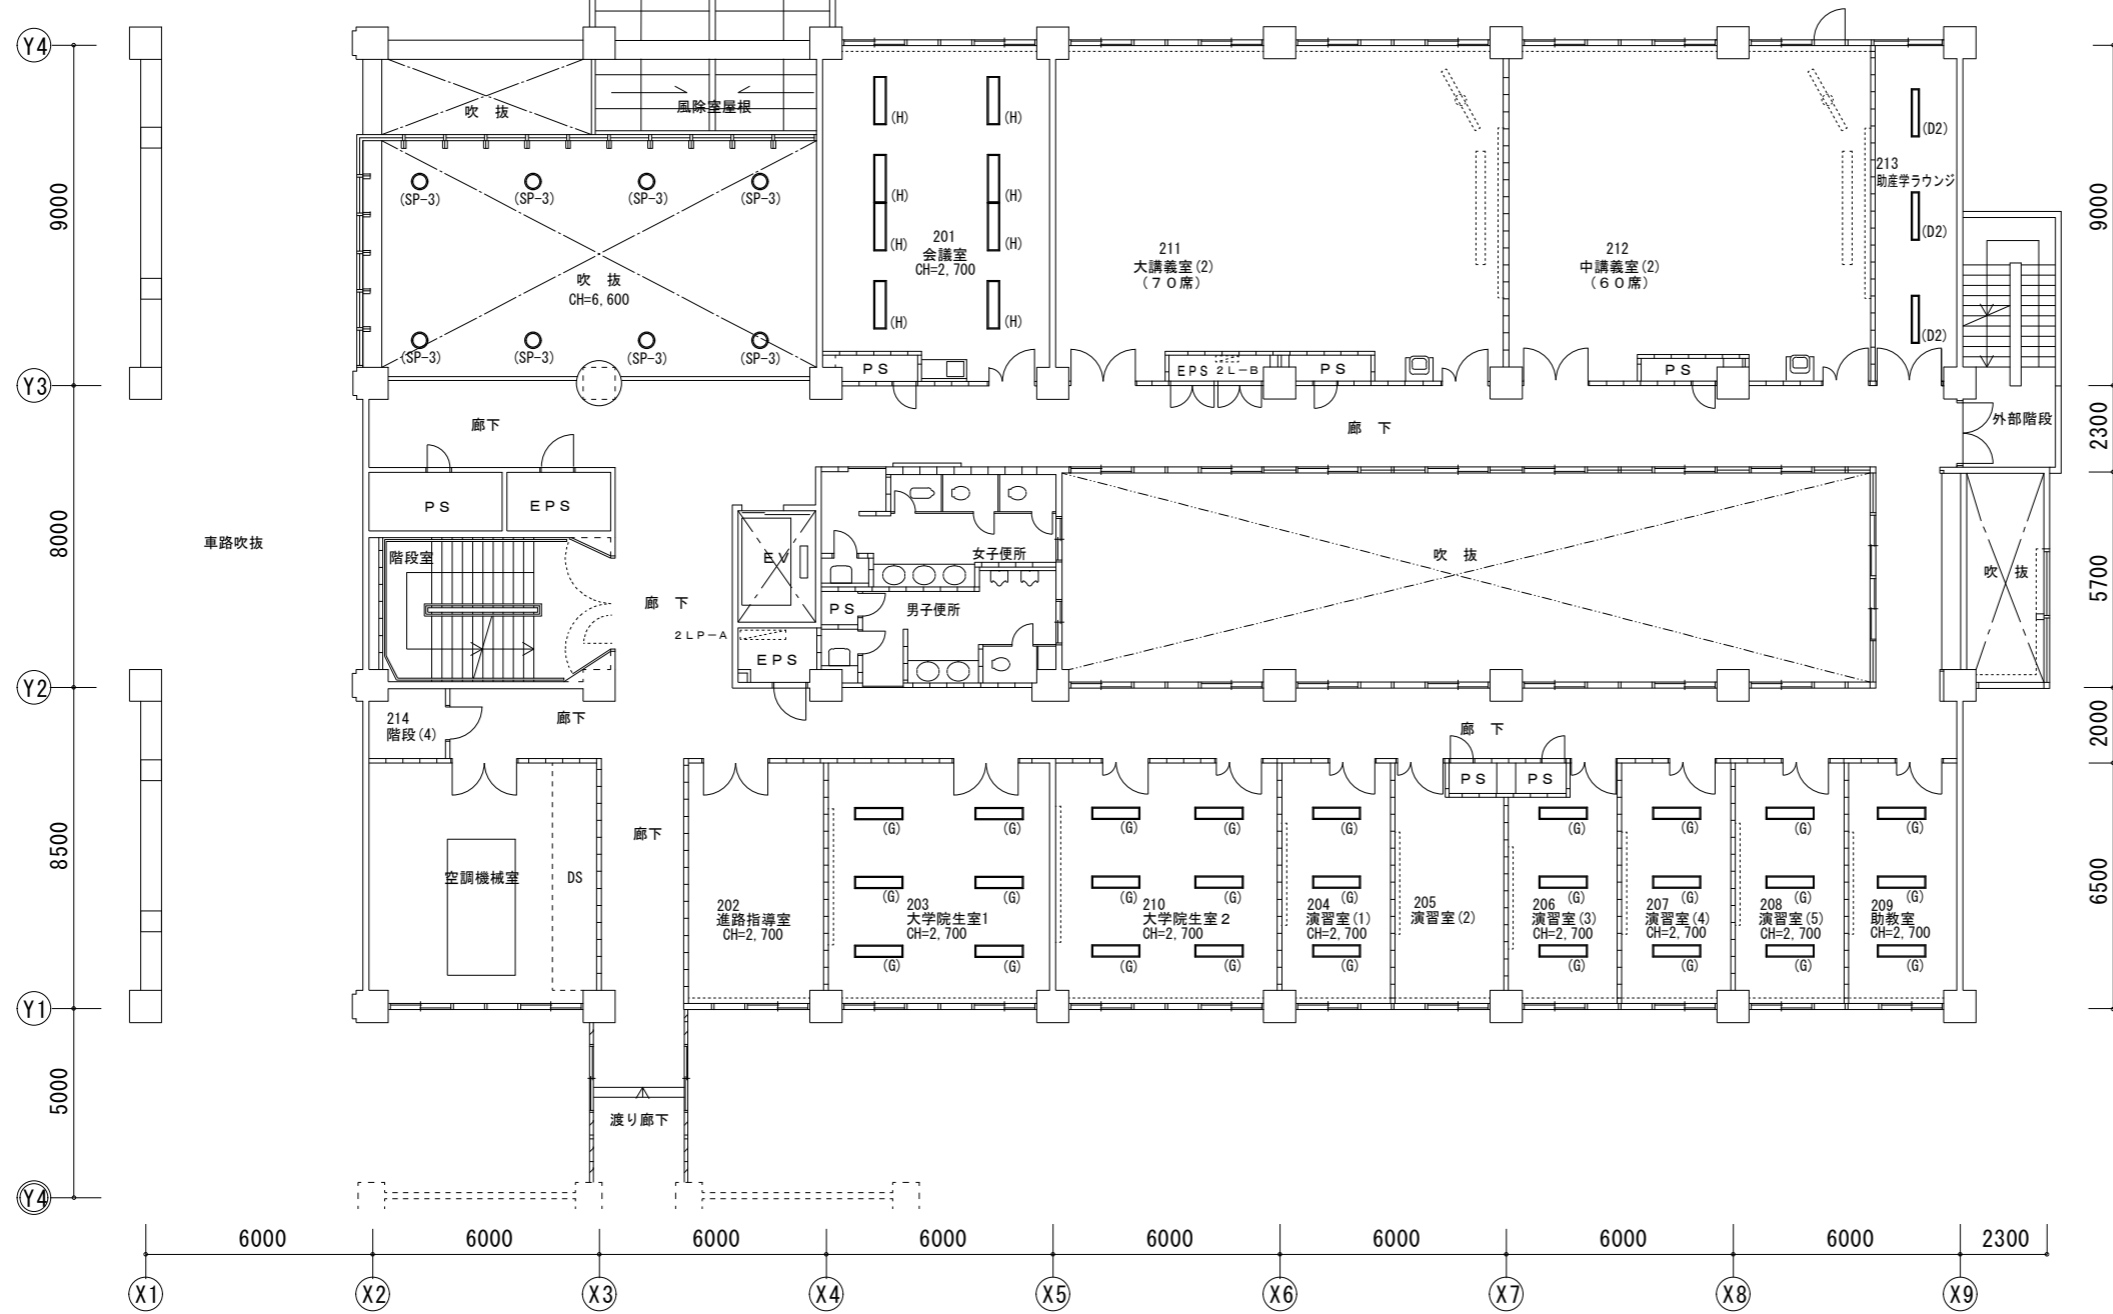 Y4
吹 抜
風除室屋根
(H) (H)
(D2)
213
助産学ラウンジ
9000
(SP-3) (SP-3) (SP-3) (SP-3)
(H) (H)
(D2)
9000
201
会議室
CH=2,700
(H) (H)
211
大講義室(2)
(70席)
212
中講義室(2)
(60席)
吹 抜
CH=6,600
(H) (H)
(SP-3) (SP-3) (SP-3) (SP-3)
(D2)
PS
EPS 2L-B
PS
PS
Y3
廊下
廊 下
外部階段
2300
PS
EPS
8000
車路吹抜
階段室
EV
女子便所
吹 抜
吹 抜
5700
廊 下
PS
男子便所
2LP-A
EPS
Y2
214
階段(4)
廊下
廊 下
2000
PS
PS
8500
廊下
(G) (G) (G) (G) (G) (G) (G) (G) (G)
空調機械室
DS
(G) (G) (G) (G) (G) (G) (G) (G) (G)
6500
202
進路指導室
CH=2,700
203
大学院生室1
CH=2,700
210
大学院生室2
CH=2,700
204
演習室(1)
CH=2,700
205
演習室(2)
206
演習室(3)
CH=2,700
207
演習室(4)
CH=2,700
208
演習室(5)
CH=2,700
209
助教室
CH=2,700
(G) (G) (G) (G) (G) (G) (G) (G) (G)
Y1
5000
渡り廊下
Y4
6000 6000 6000 6000 6000 6000 6000 6000 2300
X1 X2 X3 X4 X5 X6 X7 X8 X9